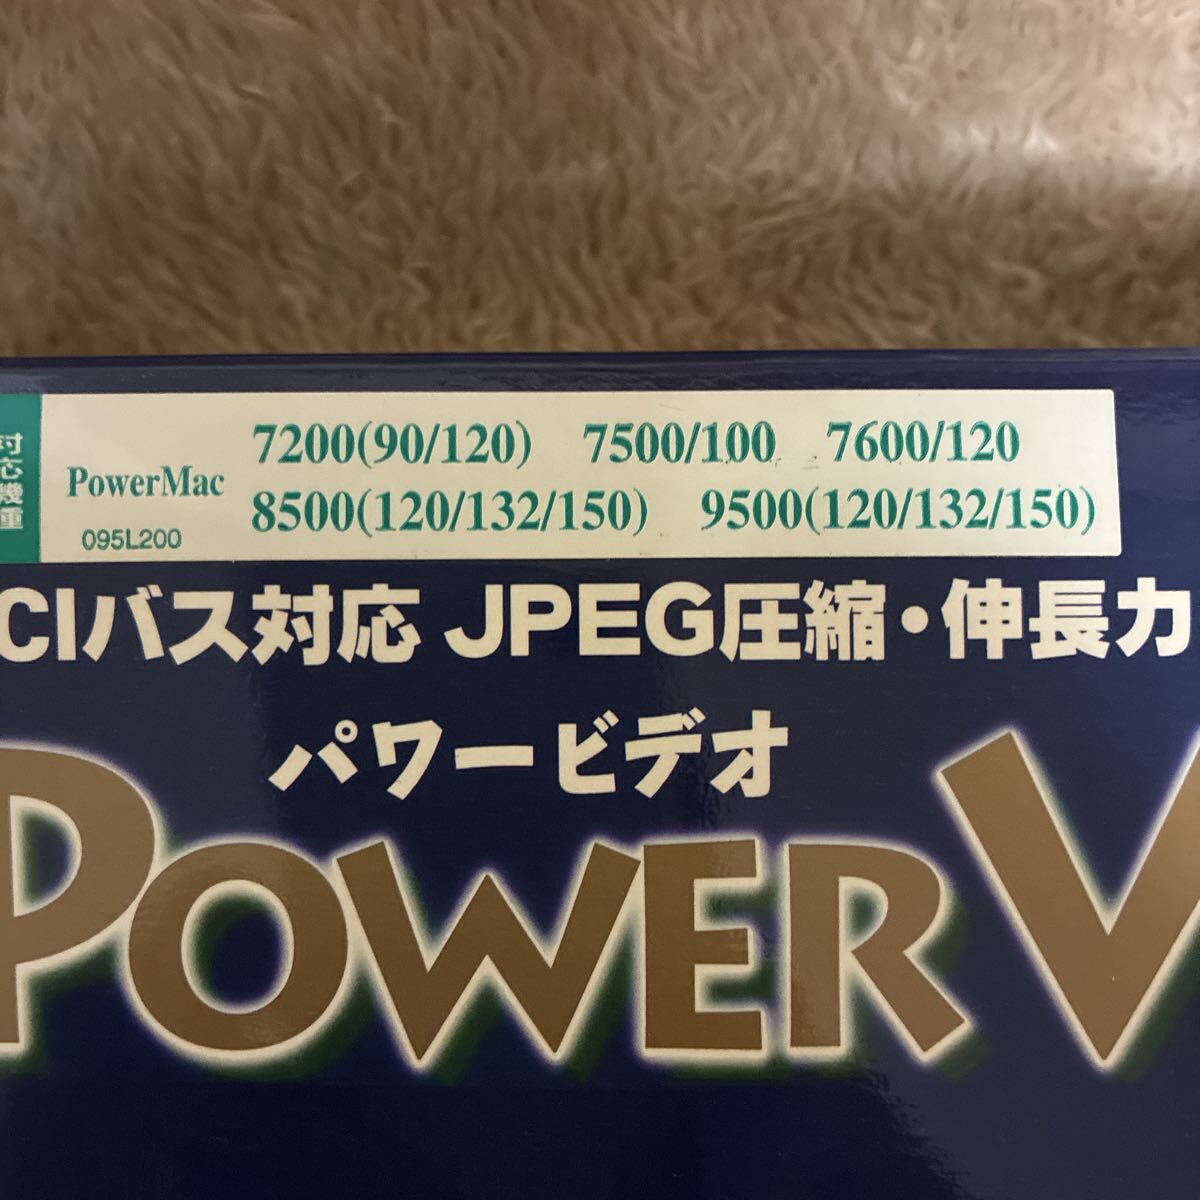 対応機種
PowerMac
095L200
7200(90/120) 7500/100 7600/120
8500(120/132/150) 9500(120/132/150)
CIバス対応 JPEG圧縮・伸長力
パワービデオ
POWER V